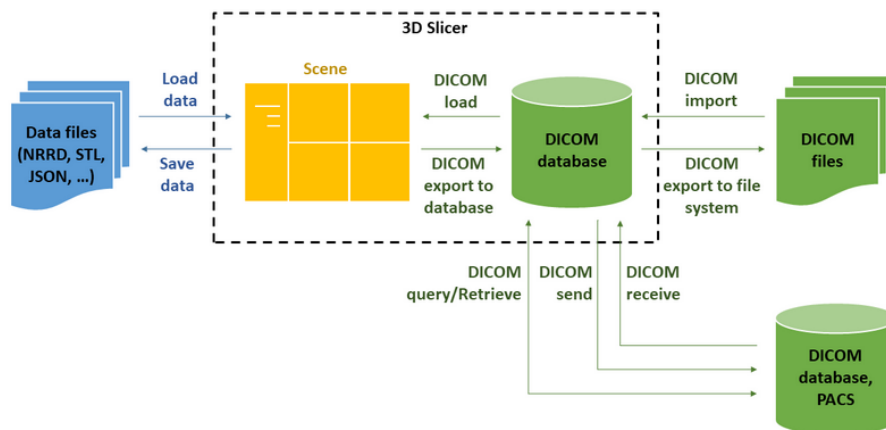 3D Slicer
Load
data
Scene
DICOM
load
DICOM
import
Data files
(NRRD, STL,
JSON, ...)
DICOM
database
DICOM
files
Save
data
DICOM
export to
database
DICOM
export to file
system
DICOM
query/Retrieve
DICOM
send
DICOM
receive
DICOM
database,
PACS